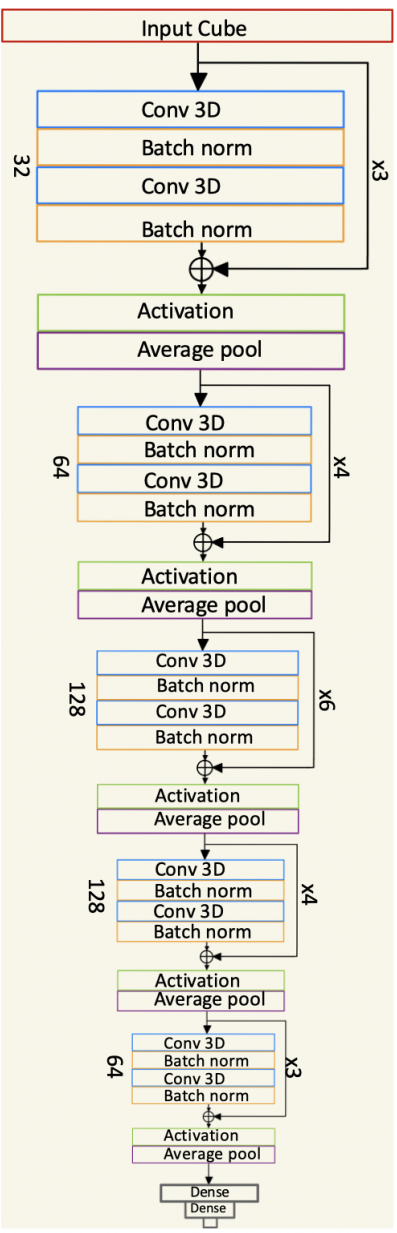 Input Cube
Conv 3D
Batch norm
Conv 3D
Batch norm
32
x3
Activation
Average pool
Conv 3D
Batch norm
Conv 3D
Batch norm
64
x4
Activation
Average pool
Conv 3D
Batch norm
Conv 3D
Batch norm
128
x6
Activation
Average pool
Conv 3D
Batch norm
Conv 3D
Batch norm
128
x4
Activation
Average pool
Conv 3D
Batch norm
Conv 3D
Batch norm
64
x3
Activation
Average pool
Dense
Dense